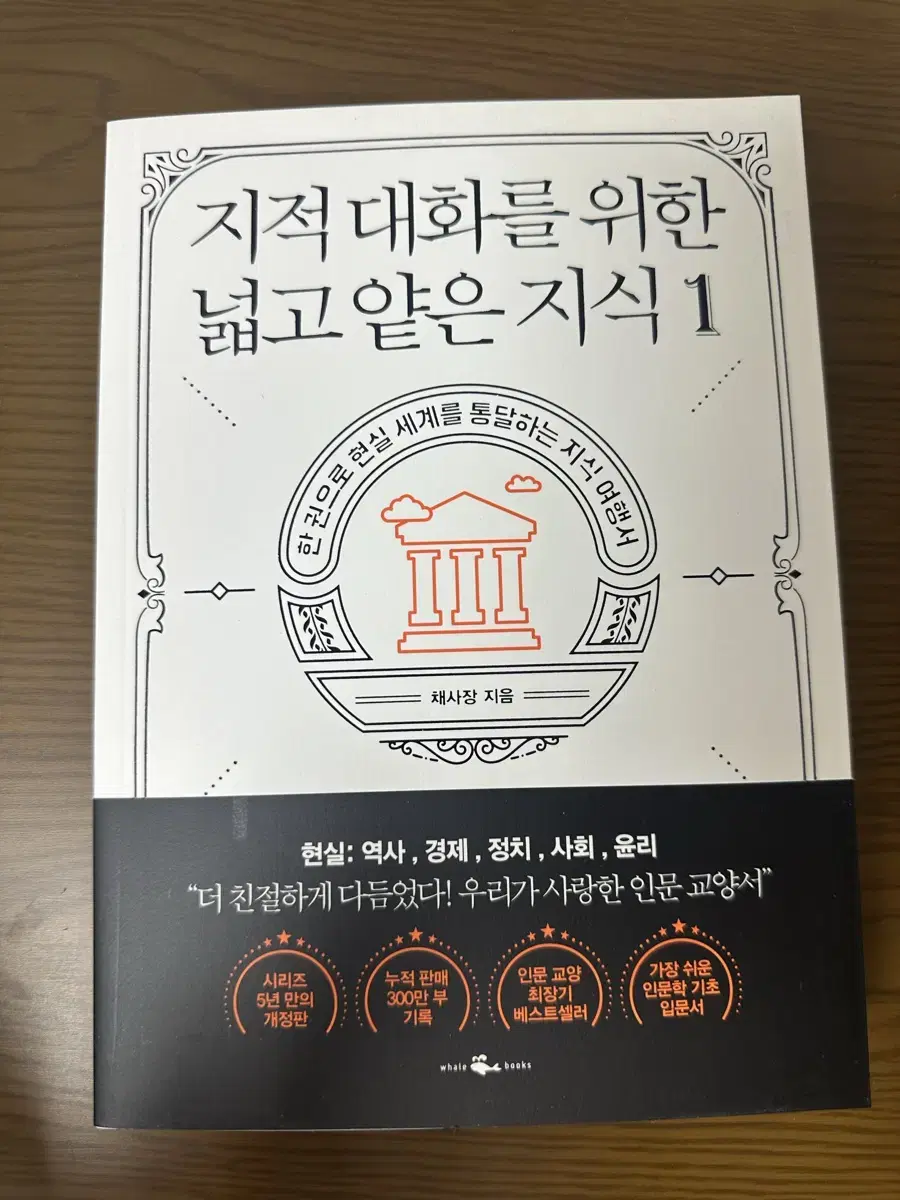 지적 대화를 위한
넓고 얕은 지식 1
한 권으로 현실 세계를 통달하는 지식 여행서
채사장 지음
현실: 역사 , 경제 , 정치 , 사회 , 윤리
“더 친절하게 다듬었다! 우리가 사랑한 인문 교양서”
시리즈
5년 만의
개정판
누적 판매
300만 부
기록
인문 교양
최장기
베스트셀러
가장 쉬운
인문학 기초
입문서
whale books